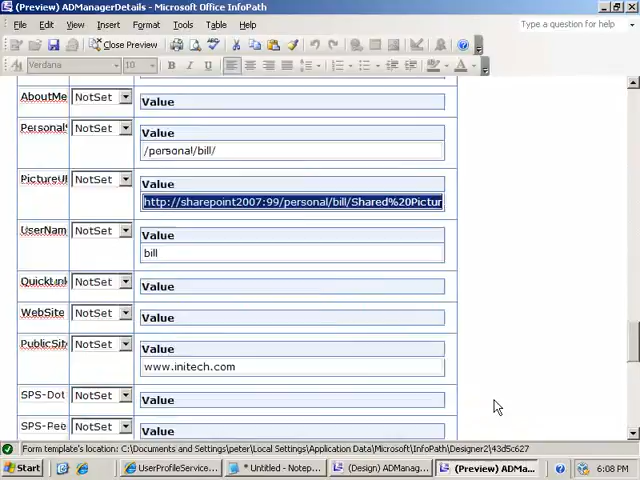 (Preview) ADManagerDetails - Microsoft Office InfoPath
File Edit View Insert Format Tools Table Help
Type a question for help
Close Preview
Verdana 10 B I U
AboutMe NotSet Value
Personal NotSet Value
/personal/bill/
PictureU NotSet Value
http://sharepoint2007:99/personal/bill/Shared%20Pictur
UserNam NotSet Value
bill
QuickLink NotSet Value
WebSite NotSet Value
PublicSit NotSet Value
www.initech.com
SPS-Dot NotSet Value
SPS-Pee NotSet Value
Form template's location: C:\Documents and Settings\peter\Local Settings\Application Data\Microsoft\InfoPath\Designer2\43d5c627
Start UserProfileService... * Untitled - Notep... (Design) ADManag... (Preview) ADMa... 6:08 PM